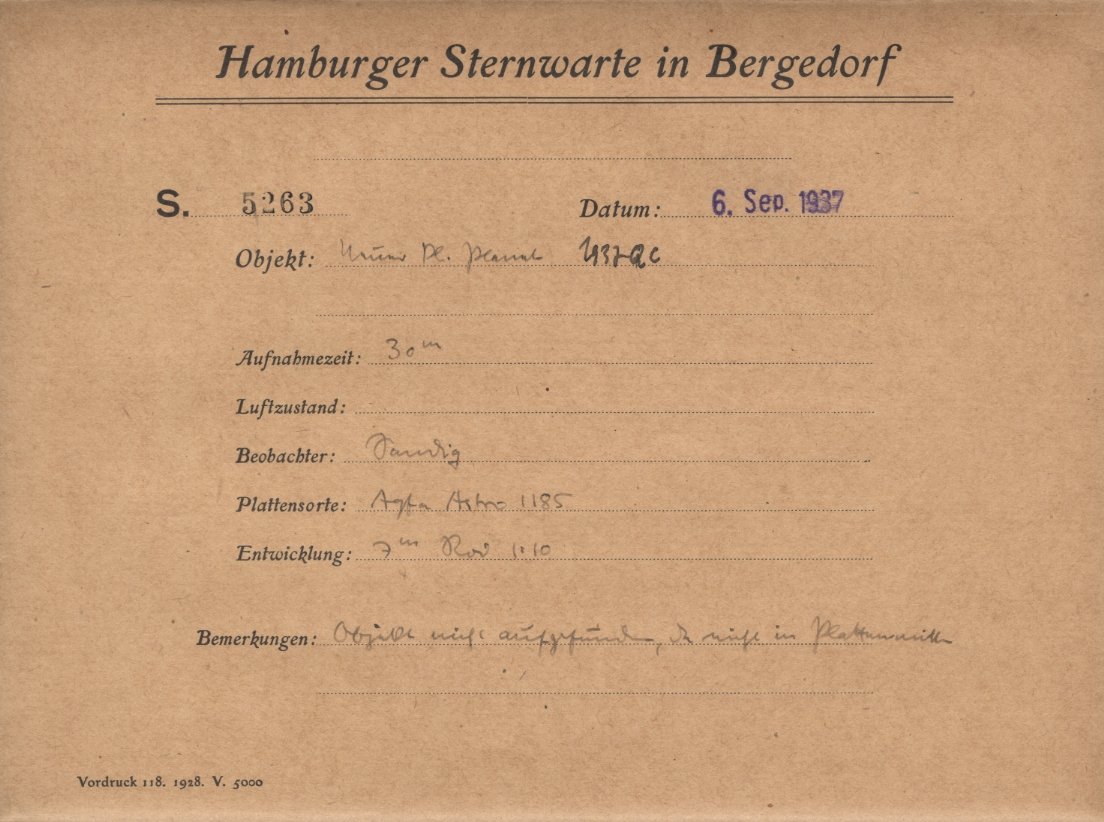 Hamburger Sternwarte in Bergedorf
S. 5263 Datum: 6. Sep. 1937
Objekt: Neuer Pl. Planet 1937 QC
Aufnahmezeit: 30ᵐ
Luftzustand:
Beobachter: Sandig
Plattensorte: Agfa Astro 1185
Entwicklung: 7ᵐ Rod 1:10
Bemerkungen: Objekt nicht aufgefunden, da nicht in Plattenmitte
Vordruck 118. 1928. V. 5000